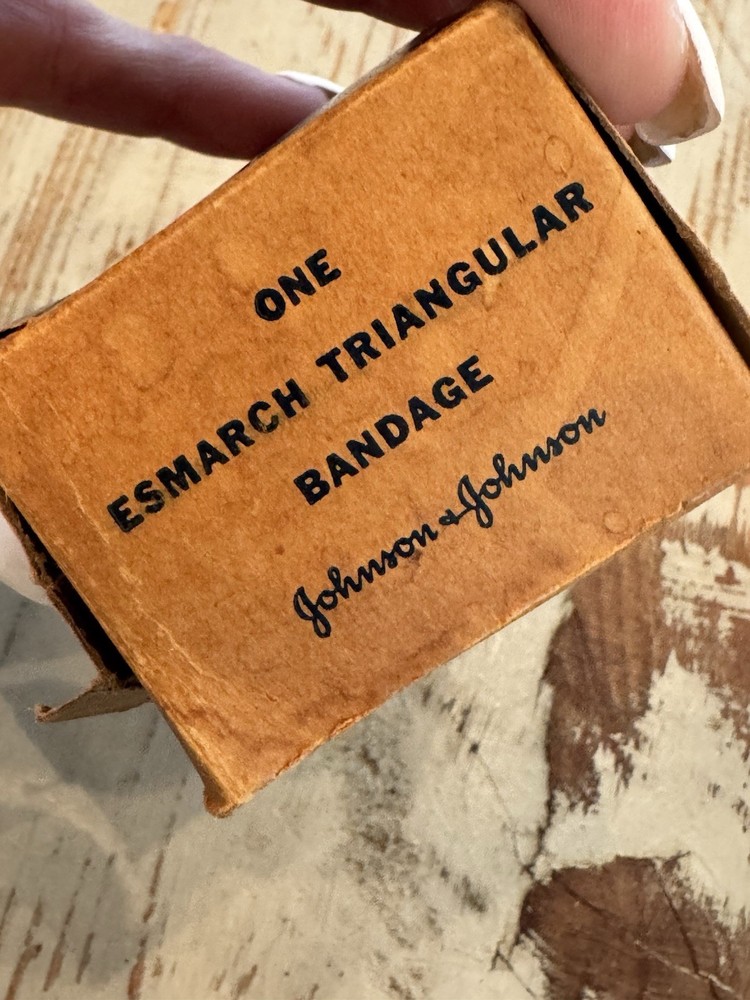 ONE
ESMARCH TRIANGULAR
BANDAGE
Johnson & Johnson